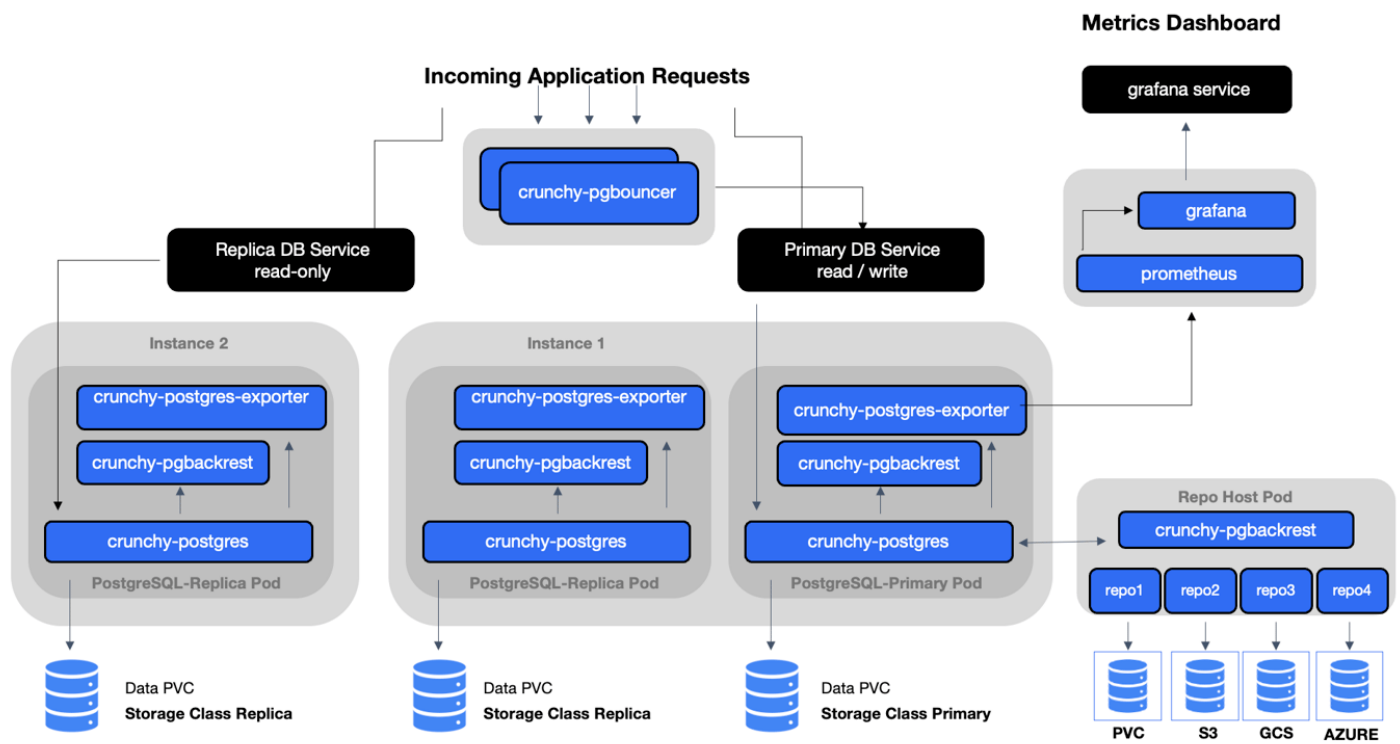 Metrics Dashboard
Incoming Application Requests
grafana service
crunchy-pgbouncer
grafana
Replica DB Service
read-only
Primary DB Service
read / write
prometheus
Instance 2
crunchy-postgres-exporter
crunchy-pgbackrest
crunchy-postgres
PostgreSQL-Replica Pod
Instance 1
crunchy-postgres-exporter
crunchy-pgbackrest
crunchy-postgres
PostgreSQL-Replica Pod
crunchy-postgres-exporter
crunchy-pgbackrest
crunchy-postgres
PostgreSQL-Primary Pod
Repo Host Pod
crunchy-pgbackrest
repo1
repo2
repo3
repo4
Data PVC
Storage Class Replica
Data PVC
Storage Class Replica
Data PVC
Storage Class Primary
PVC
S3
GCS
AZURE